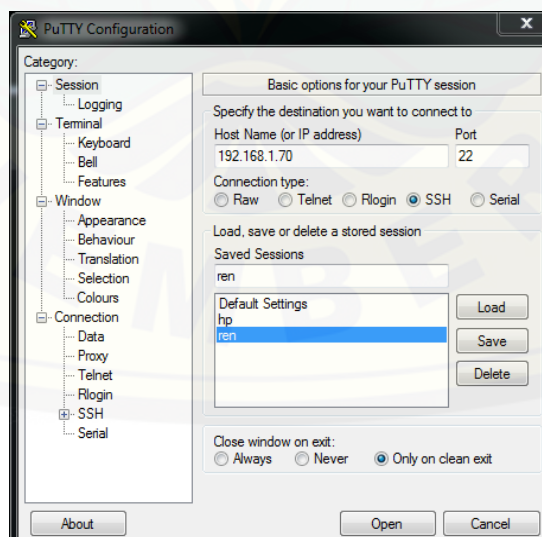 PuTTY Configuration
Category:
Session
Logging
Terminal
Keyboard
Bell
Features
Window
Appearance
Behaviour
Translation
Selection
Colours
Connection
Data
Proxy
Telnet
Rlogin
SSH
Serial
Basic options for your PuTTY session
Specify the destination you want to connect to
Host Name (or IP address) Port
192.168.1.70 22
Connection type:
Raw Telnet Rlogin SSH Serial
Load, save or delete a stored session
Saved Sessions
ren
Default Settings
hp
ren
Load
Save
Delete
Close window on exit:
Always Never Only on clean exit
About Open Cancel